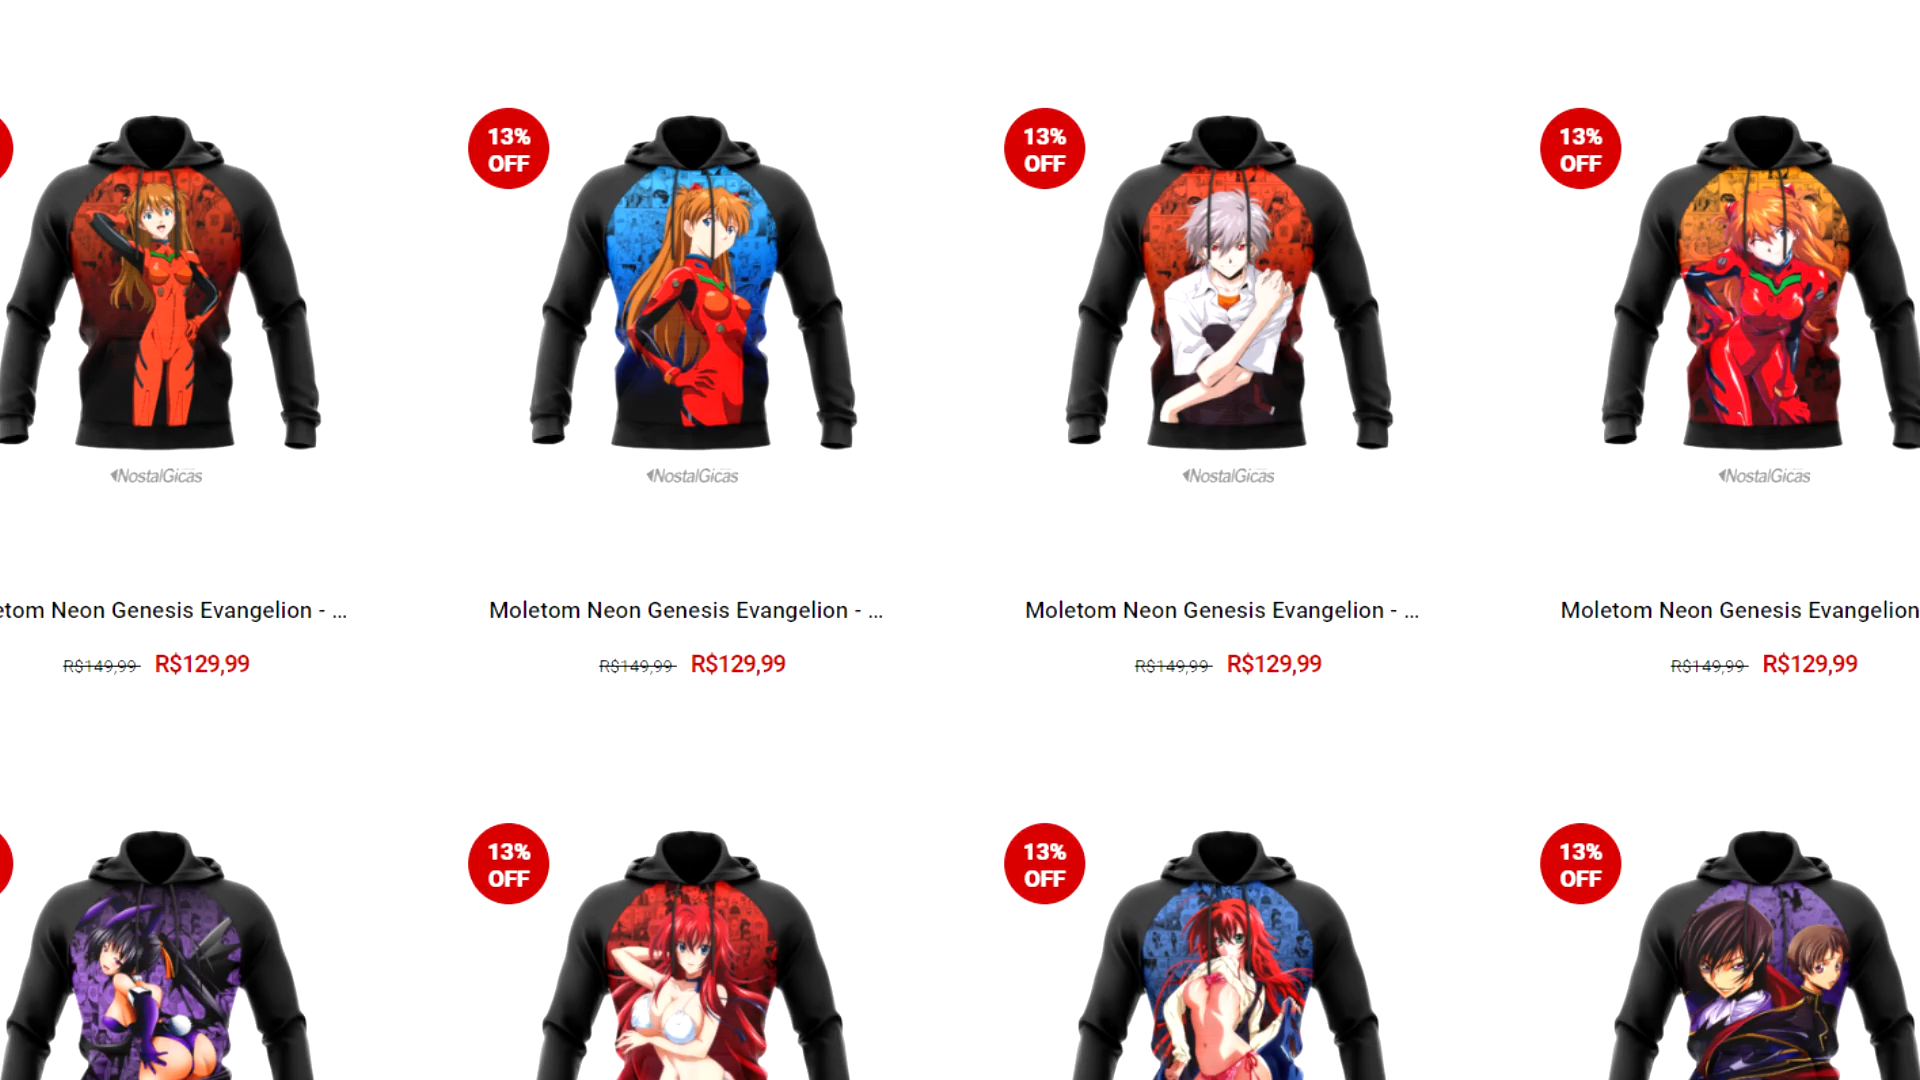 13%
OFF
13%
OFF
13%
OFF
NostalGicas
NostalGicas
NostalGicas
NostalGicas
etom Neon Genesis Evangelion - ...
Moletom Neon Genesis Evangelion - ...
Moletom Neon Genesis Evangelion - ...
Moletom Neon Genesis Evangelion
R$149,99 R$129,99
R$149,99 R$129,99
R$149,99 R$129,99
R$149,99 R$129,99
13%
OFF
13%
OFF
13%
OFF